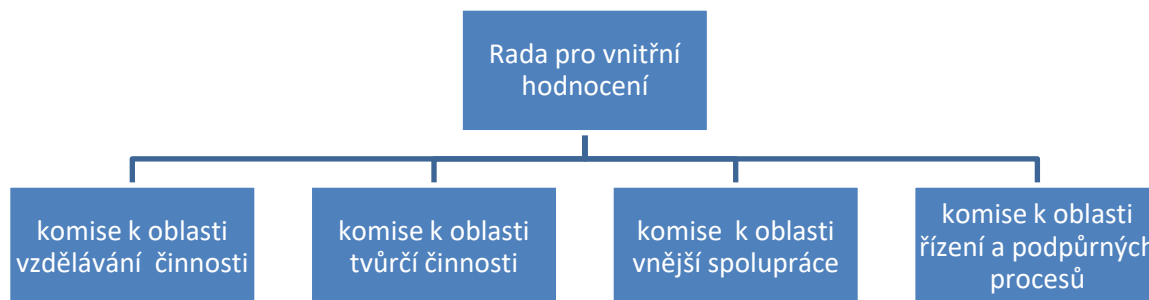 Rada pro vnitřní
hodnocení
komise k oblasti
vzdělávání  činnosti
komise k oblasti
tvůrčí činnosti
komise  k oblasti
vnější spolupráce
komise k oblasti
řízení a podpůrných
procesů